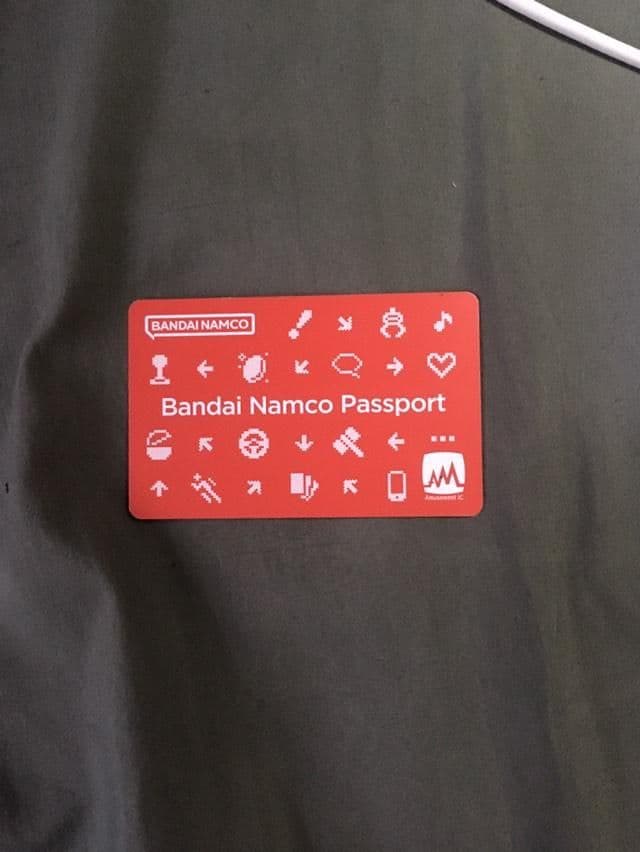 BANDAI NAMCO
Bandai Namco Passport
Amusement IC